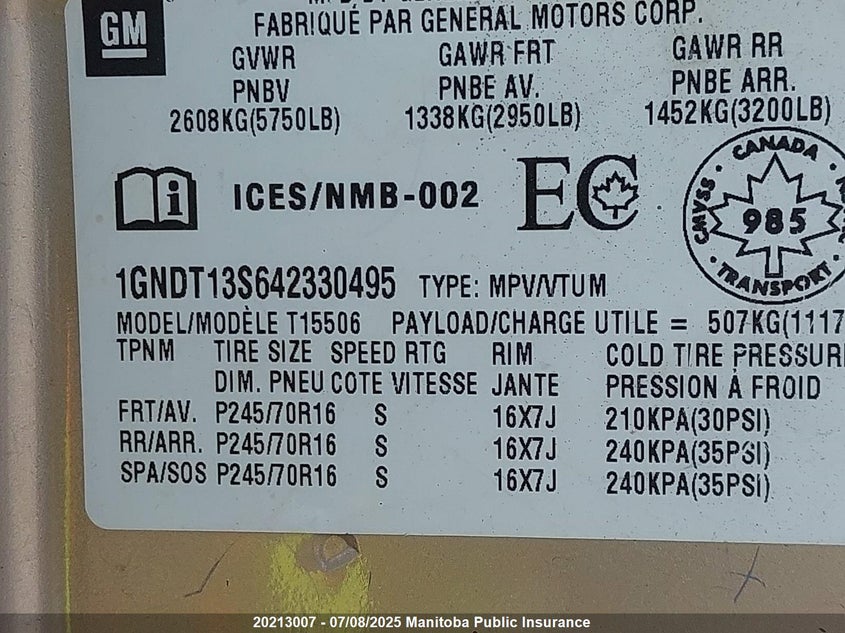 GM
FABRIQUÉ PAR GENERAL MOTORS CORP.
GVWR GAWR FRT GAWR RR
PNBV PNBE AV. PNBE ARR.
2608KG(5750LB) 1338KG(2950LB) 1452KG(3200LB)
i ICES/NMB-002 EC
CANADA
CMVSS
985
TRANSPORT
1GNDT13S642330495 TYPE: MPV/VTUM
MODEL/MODÈLE T15506 PAYLOAD/CHARGE UTILE = 507KG(1117
TPNM TIRE SIZE SPEED RTG RIM COLD TIRE PRESSURE
DIM. PNEU COTE VITESSE JANTE PRESSION À FROID
FRT/AV. P245/70R16 S 16X7J 210KPA(30PSI)
RR/ARR. P245/70R16 S 16X7J 240KPA(35PSI)
SPA/SOS P245/70R16 S 16X7J 240KPA(35PSI)
20213007 - 07/08/2025 Manitoba Public Insurance